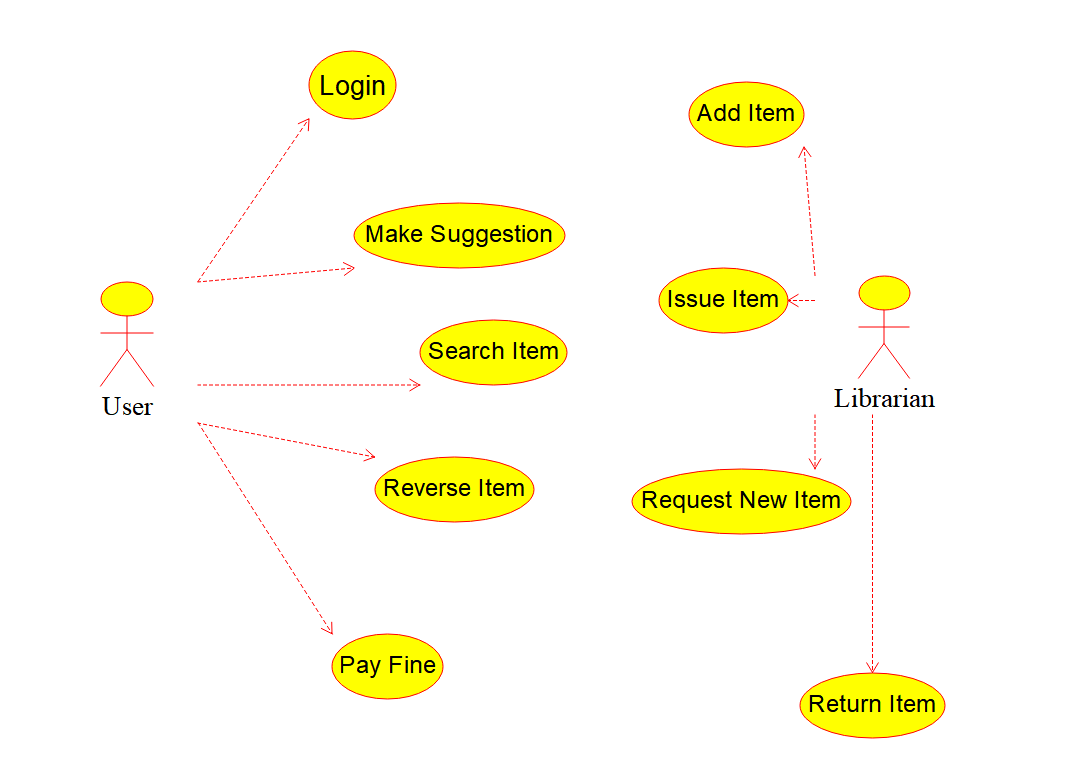 Login
Add Item
Make Suggestion
Issue Item
Search Item
User
Librarian
Reverse Item
Request New Item
Pay Fine
Return Item